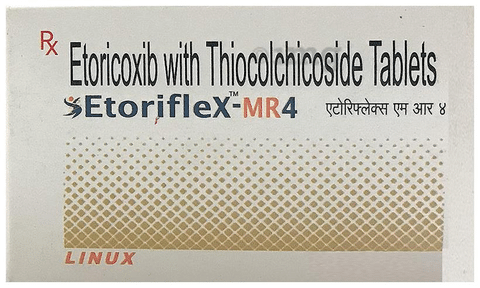 Rx Etoricoxib with Thiocolchicoside Tablets
EtorifleX™-MR4 एटोरिफ्लेक्स एम आर ४
LINUX